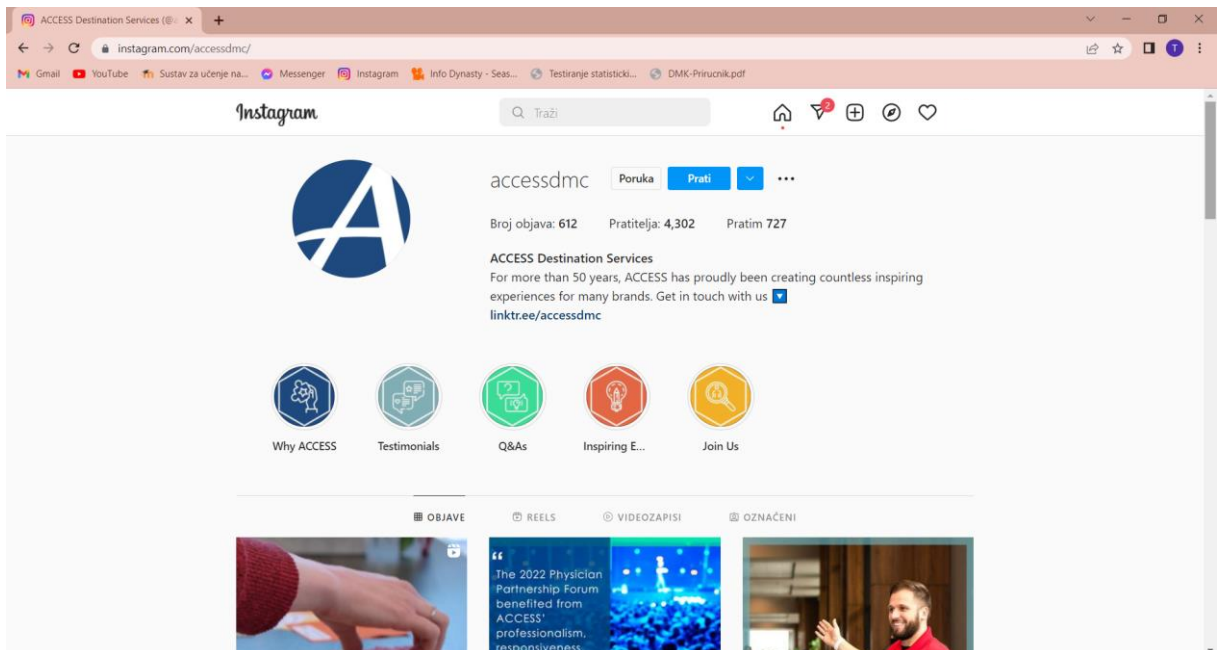 ACCESS Destination Services (@
instagram.com/accessdmc/
Gmail YouTube Sustav za učenje na... Messenger Instagram Info Dynasty - Seas... Testiranje statisticki... DMK-Prirucnik.pdf
Instagram Traži 2
accessdmc Poruka Prati
Broj objava: 612 Pratitelja: 4,302 Pratim 727
ACCESS Destination Services
For more than 50 years, ACCESS has proudly been creating countless inspiring
experiences for many brands. Get in touch with us
linktr.ee/accessdmc
Why ACCESS Testimonials Q&As Inspiring E... Join Us
OBJAVE REELS VIDEOZAPISI OZNAČENI
“
The 2022 Physician
Partnership Forum
benefited from
ACCESS'
professionalism,
responsiveness